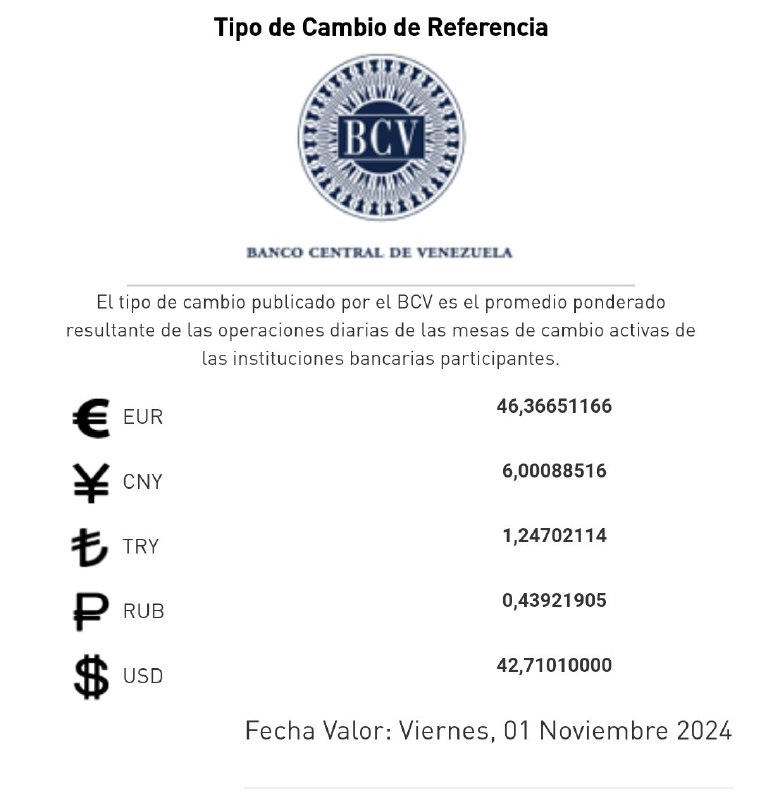 Tipo de Cambio de Referencia
BCV
BANCO CENTRAL DE VENEZUELA
El tipo de cambio publicado por el BCV es el promedio ponderado
resultante de las operaciones diarias de las mesas de cambio activas de
las instituciones bancarias participantes.
€ EUR 46,36651166
¥ CNY 6,00088516
₺ TRY 1,24702114
₽ RUB 0,43921905
$ USD 42,71010000
Fecha Valor: Viernes, 01 Noviembre 2024